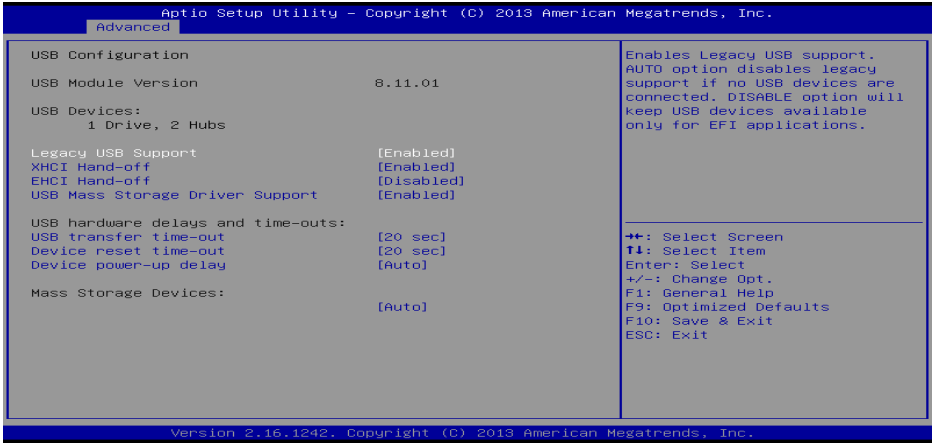 Aptio Setup Utility – Copyright (C) 2013 American Megatrends, Inc.
Advanced
USB Configuration
USB Module Version 8.11.01
USB Devices:
1 Drive, 2 Hubs
Legacy USB Support [Enabled]
XHCI Hand-off [Enabled]
EHCI Hand-off [Disabled]
USB Mass Storage Driver Support [Enabled]
USB hardware delays and time-outs:
USB transfer time-out [20 sec]
Device reset time-out [20 sec]
Device power-up delay [Auto]
Mass Storage Devices:
[Auto]
Enables Legacy USB support.
AUTO option disables legacy
support if no USB devices are
connected. DISABLE option will
keep USB devices available
only for EFI applications.
→←: Select Screen
↑↓: Select Item
Enter: Select
+/-: Change Opt.
F1: General Help
F9: Optimized Defaults
F10: Save & Exit
ESC: Exit
Version 2.16.1242. Copyright (C) 2013 American Megatrends, Inc.